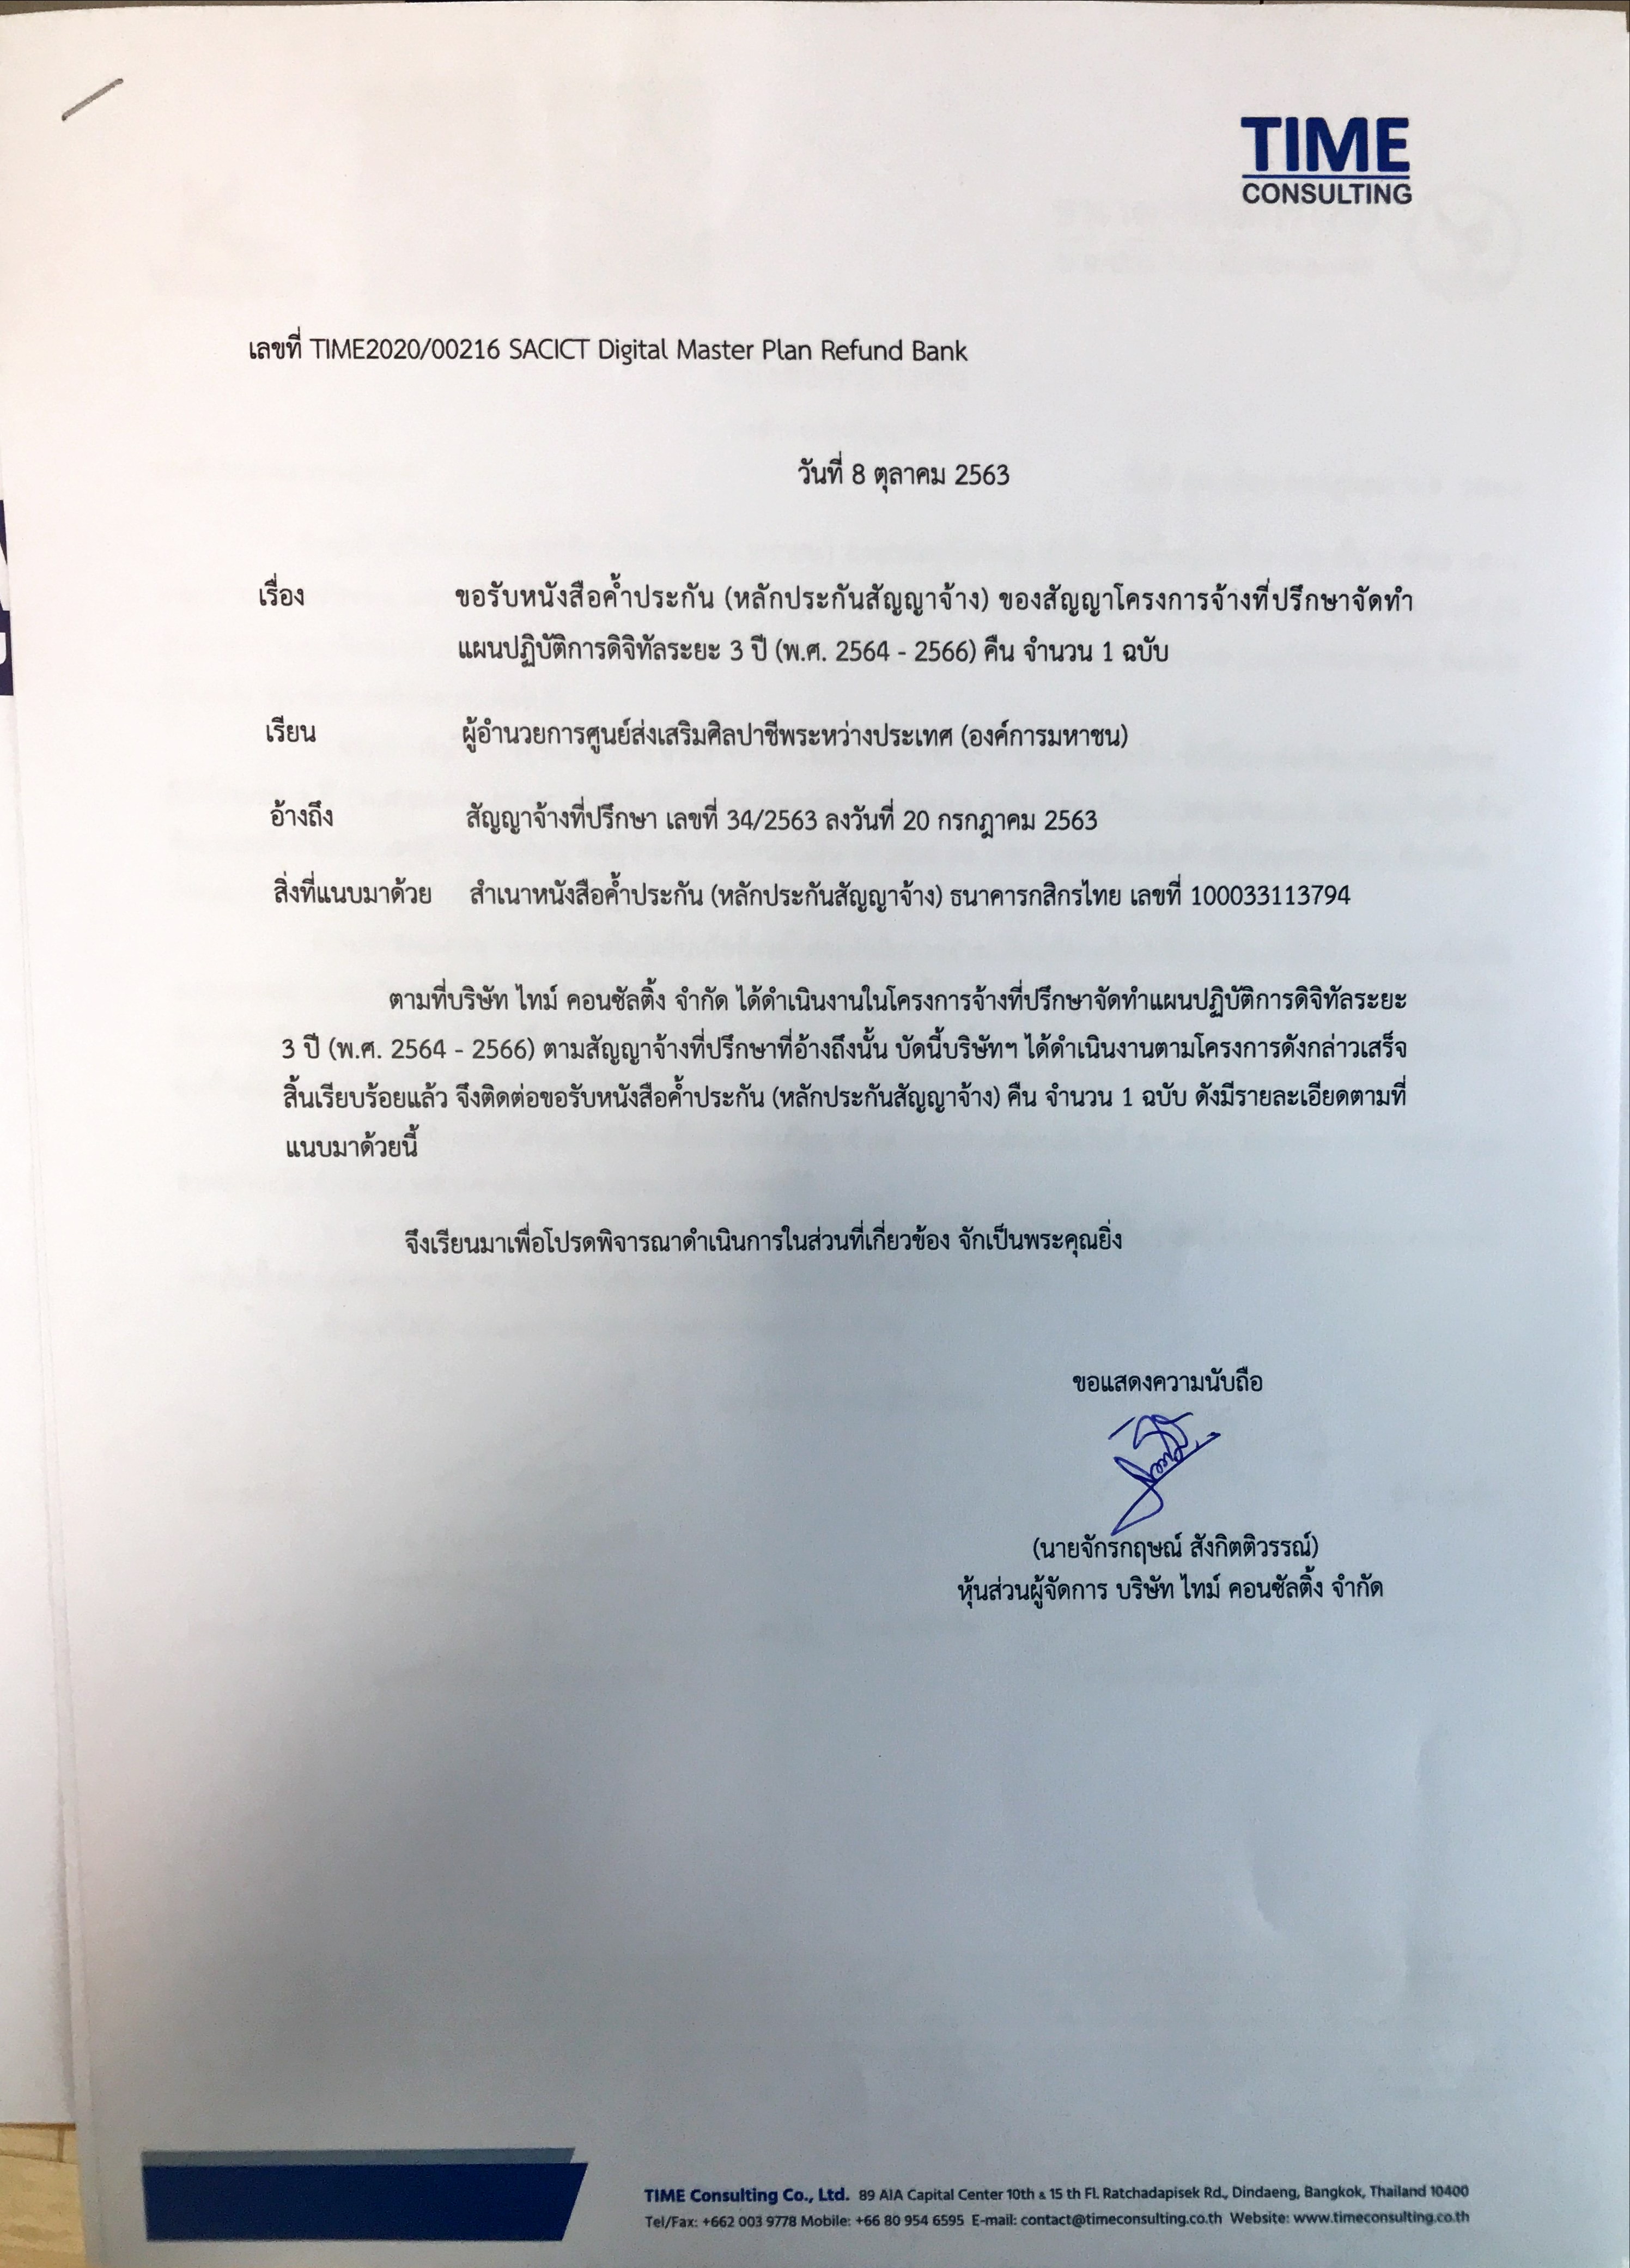 TIME
CONSULTING
เลขที่ TIME2020/00216 SACICT Digital Master Plan Refund Bank
วันที่ 8 ตุลาคม 2563
เรื่อง ขอรับหนังสือค้ำประกัน (หลักประกันสัญญาจ้าง) ของสัญญาโครงการจ้างที่ปรึกษาจัดทำ
แผนปฏิบัติการดิจิทัลระยะ 3 ปี (พ.ศ. 2564 - 2566) คืน จำนวน 1 ฉบับ
เรียน ผู้อำนวยการศูนย์ส่งเสริมศิลปาชีพระหว่างประเทศ (องค์การมหาชน)
อ้างถึง สัญญาจ้างที่ปรึกษา เลขที่ 34/2563 ลงวันที่ 20 กรกฎาคม 2563
สิ่งที่แนบมาด้วย สำเนาหนังสือค้ำประกัน (หลักประกันสัญญาจ้าง) ธนาคารกสิกรไทย เลขที่ 100033113794
ตามที่บริษัท ไทม์ คอนซัลติ้ง จำกัด ได้ดำเนินงานในโครงการจ้างที่ปรึกษาจัดทำแผนปฏิบัติการดิจิทัลระยะ
3 ปี (พ.ศ. 2564 - 2566) ตามสัญญาจ้างที่ปรึกษาที่อ้างถึงนั้น บัดนี้บริษัทฯ ได้ดำเนินงานตามโครงการดังกล่าวเสร็จ
สิ้นเรียบร้อยแล้ว จึงติดต่อขอรับหนังสือค้ำประกัน (หลักประกันสัญญาจ้าง) คืน จำนวน 1 ฉบับ ดังมีรายละเอียดตามที่
แนบมาด้วยนี้
จึงเรียนมาเพื่อโปรดพิจารณาดำเนินการในส่วนที่เกี่ยวข้อง จักเป็นพระคุณยิ่ง
ขอแสดงความนับถือ
(นายจักรกฤษณ์ สังกิตติวรรณ์)
หุ้นส่วนผู้จัดการ บริษัท ไทม์ คอนซัลติ้ง จำกัด
TIME Consulting Co., Ltd. 89 AIA Capital Center 10th & 15 th Fl. Ratchadapisek Rd., Dindaeng, Bangkok, Thailand 10400
Tel/Fax: +662 003 9778 Mobile: +66 80 954 6595 E-mail: contact@timeconsulting.co.th Website: www.timeconsulting.co.th